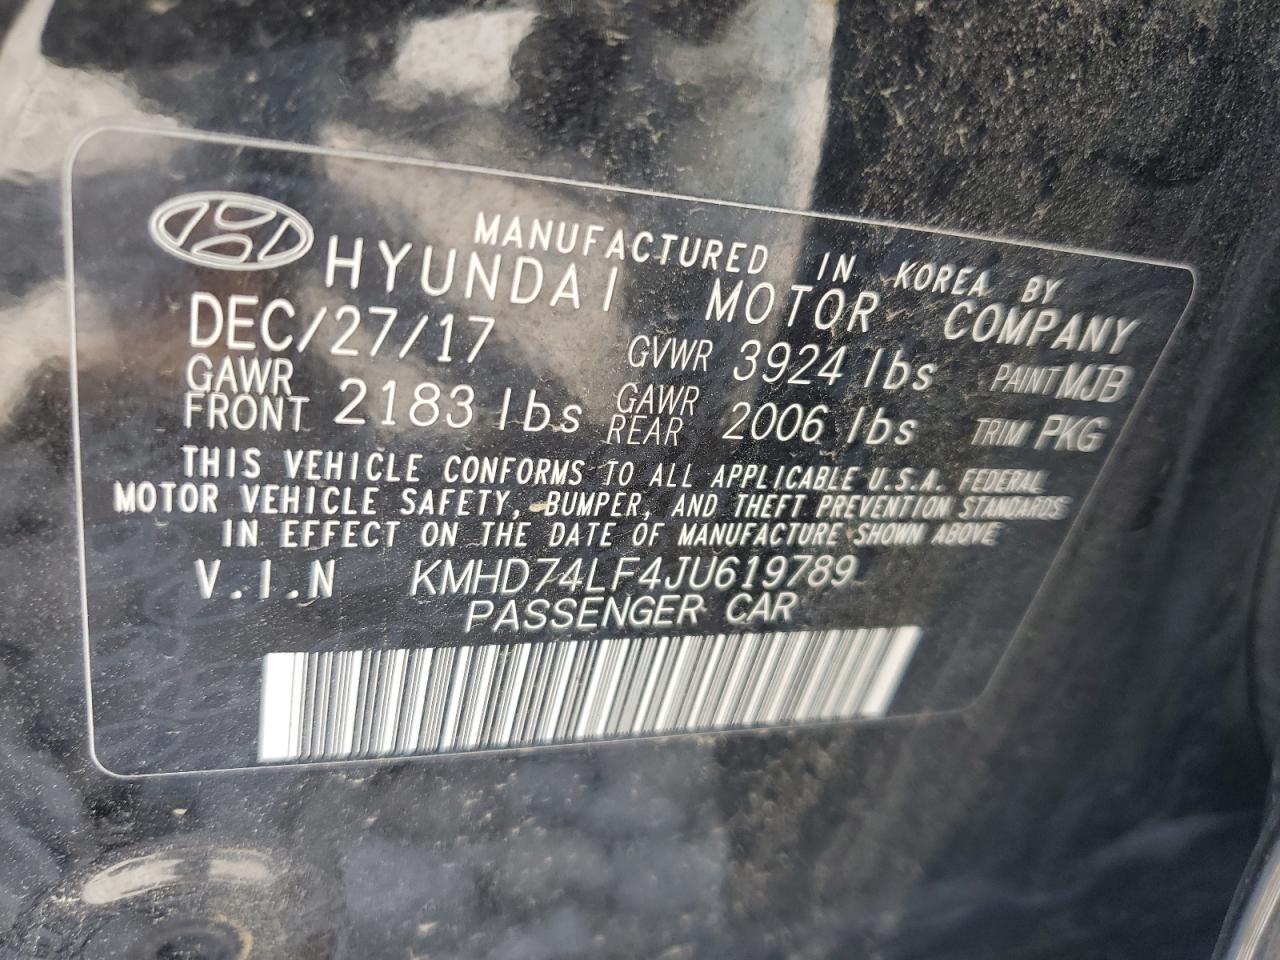 MANUFACTURED IN KOREA BY
HYUNDAI MOTOR COMPANY
DEC/27/17 GVWR 3924 lbs PAINT MJB
GAWR FRONT 2183 lbs GAWR REAR 2006 lbs TRIM PKG
THIS VEHICLE CONFORMS TO ALL APPLICABLE U.S.A. FEDERAL
MOTOR VEHICLE SAFETY, BUMPER, AND THEFT PREVENTION STANDARDS
IN EFFECT ON THE DATE OF MANUFACTURE SHOWN ABOVE
V.I.N KMHD74LF4JU619789
PASSENGER CAR